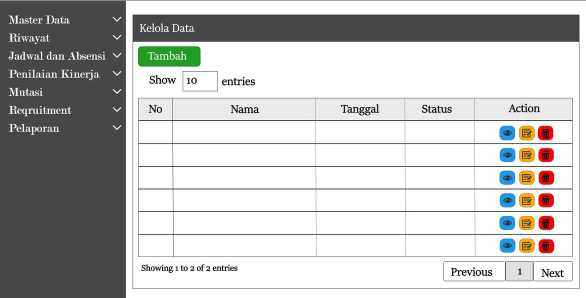 Master Data
Riwayat
Jadwal dan Absensi
Penilaian Kinerja
Mutasi
Reqruitment
Pelaporan
Kelola Data
Tambah
Show 10 entries
No Nama Tanggal Status Action
Showing 1 to 2 of 2 entries
Previous 1 Next